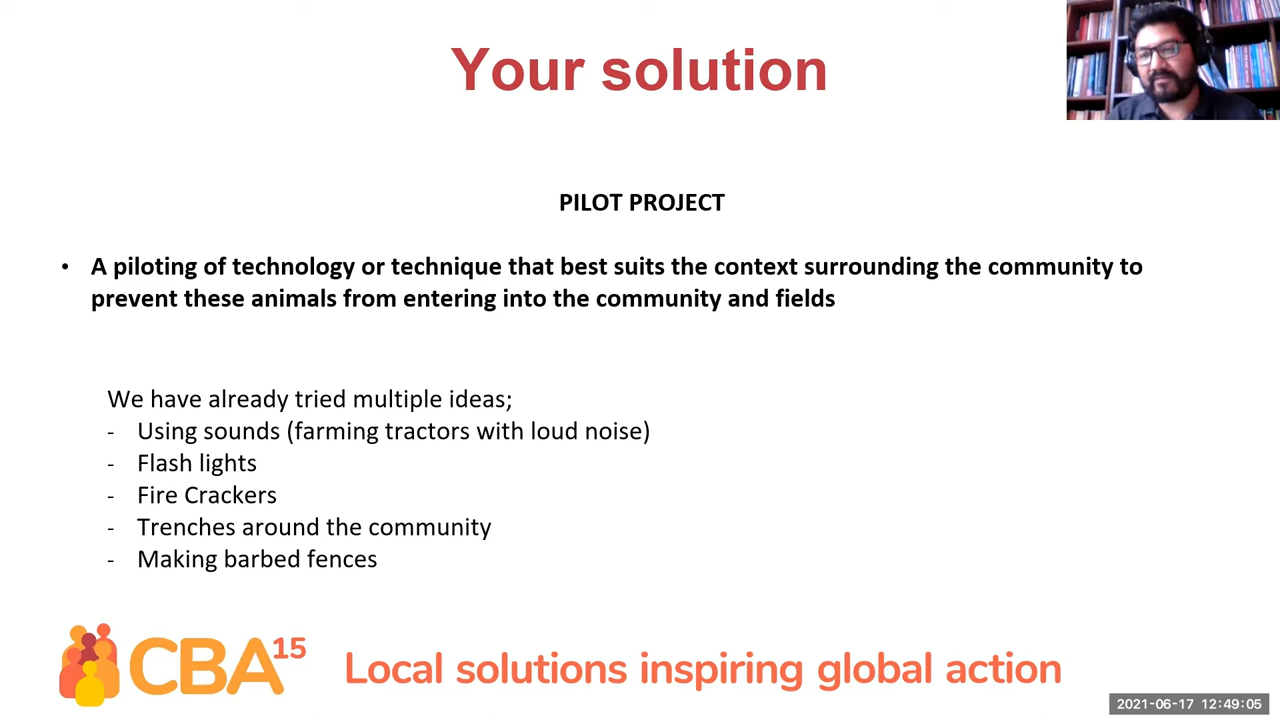 Your solution
PILOT PROJECT
• A piloting of technology or technique that best suits the context surrounding the community to
prevent these animals from entering into the community and fields
We have already tried multiple ideas;
- Using sounds (farming tractors with loud noise)
- Flash lights
- Fire Crackers
- Trenches around the community
- Making barbed fences
CBA15
Local solutions inspiring global action
2021-06-17 12:49:05